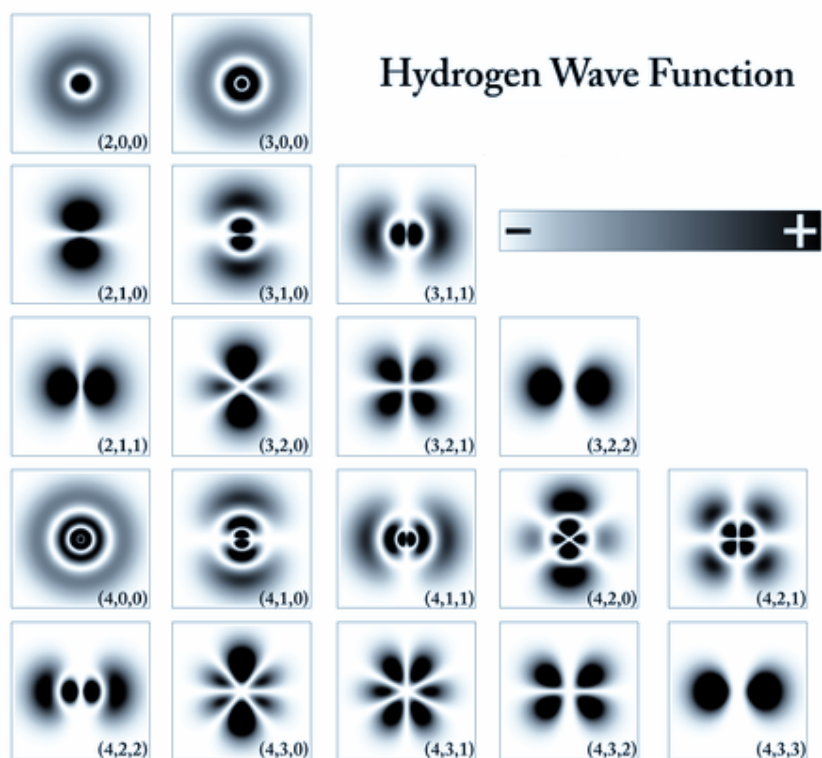 Hydrogen Wave Function
(2,0,0) (3,0,0)
− +
(2,1,0) (3,1,0) (3,1,1)
(2,1,1) (3,2,0) (3,2,1) (3,2,2)
(4,0,0) (4,1,0) (4,1,1) (4,2,0) (4,2,1)
(4,2,2) (4,3,0) (4,3,1) (4,3,2) (4,3,3)